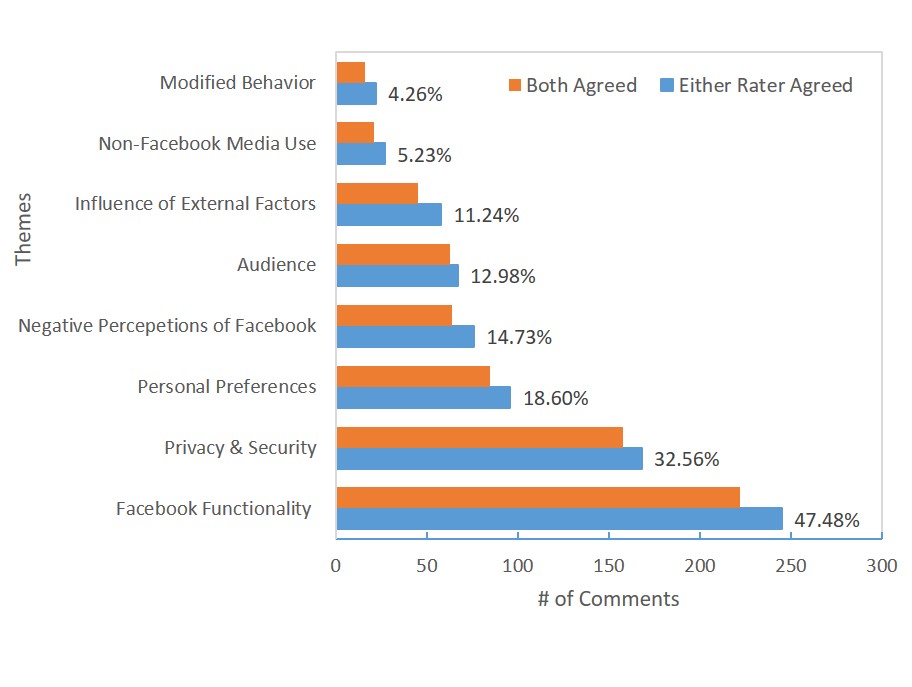 Both Agreed Either Rater Agreed
Modified Behavior 4.26%
Non-Facebook Media Use 5.23%
Influence of External Factors 11.24%
Audience 12.98%
Negative Percepetions of Facebook 14.73%
Personal Preferences 18.60%
Privacy & Security 32.56%
Facebook Functionality 47.48%
Themes
0 50 100 150 200 250 300
# of Comments